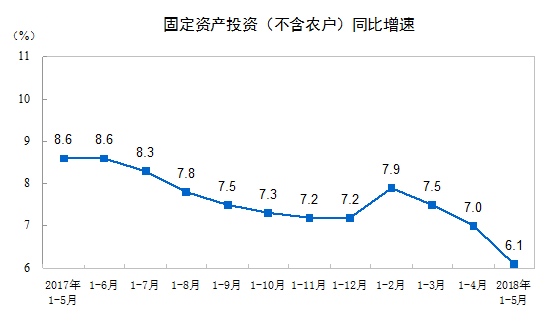 固定资产投资（不含农户）同比增速
（%）
11
10
9
8
7
6
8.6
8.6
8.3
7.8
7.5
7.3
7.2
7.2
7.9
7.5
7.0
6.1
2017年
1-5月
1-6月
1-7月
1-8月
1-9月
1-10月
1-11月
1-12月
1-2月
1-3月
1-4月
2018年
1-5月